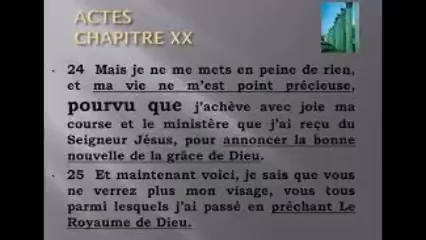 ACTES
CHAPITRE XX
24 Mais je ne me mets en peine de rien,
et ma vie ne m'est point précieuse,
pourvu que j'achève avec joie ma
course et le ministère que j'ai reçu du
Seigneur Jésus, pour annoncer la bonne
nouvelle de la grâce de Dieu.
25 Et maintenant voici, je sais que vous
ne verrez plus mon visage, vous tous
parmi lesquels j'ai passé en prêchant Le
Royaume de Dieu.